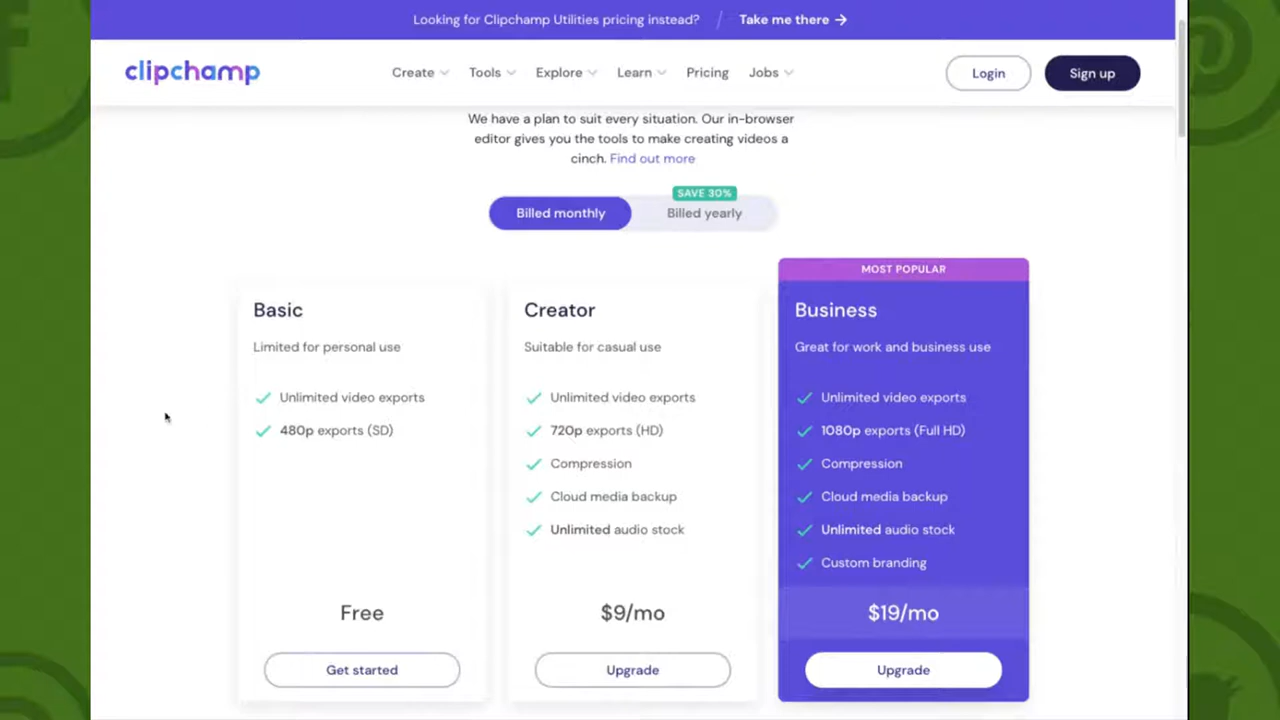 Looking for Clipchamp Utilities pricing instead? / Take me there →
clipchamp
Create
Tools
Explore
Learn
Pricing
Jobs
Login
Sign up
We have a plan to suit every situation. Our in-browser
editor gives you the tools to make creating videos a
cinch. Find out more
SAVE 30%
Billed monthly
Billed yearly
Basic
Limited for personal use
Unlimited video exports
480p exports (SD)
Free
Get started
Creator
Suitable for casual use
Unlimited video exports
720p exports (HD)
Compression
Cloud media backup
Unlimited audio stock
$9/mo
Upgrade
MOST POPULAR
Business
Great for work and business use
Unlimited video exports
1080p exports (Full HD)
Compression
Cloud media backup
Unlimited audio stock
Custom branding
$19/mo
Upgrade